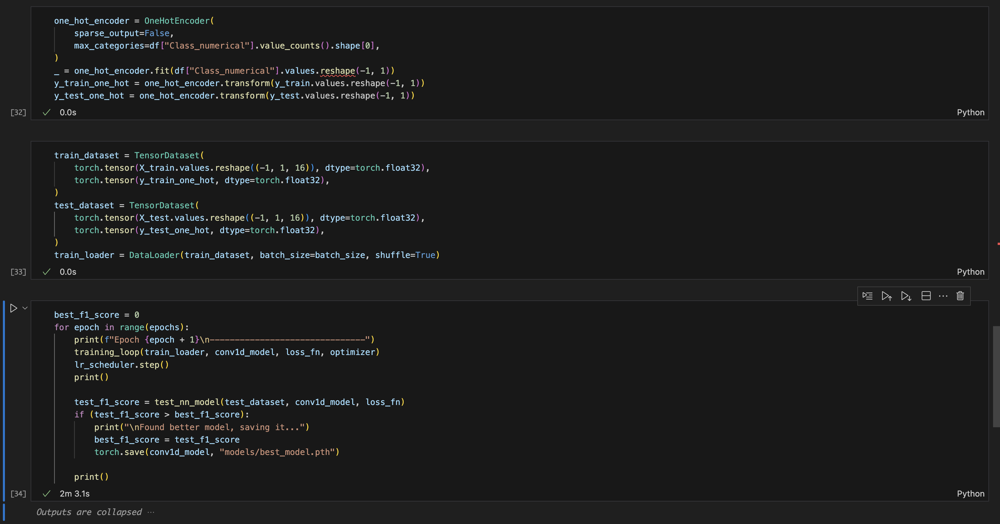 one_hot_encoder = OneHotEncoder(
    sparse_output=False,
    max_categories=df["Class_numerical"].value_counts().shape[0],
)
_ = one_hot_encoder.fit(df["Class_numerical"].values.reshape(-1, 1))
y_train_one_hot = one_hot_encoder.transform(y_train.values.reshape(-1, 1))
y_test_one_hot = one_hot_encoder.transform(y_test.values.reshape(-1, 1))
[32] ✓ 0.0s Python
train_dataset = TensorDataset(
    torch.tensor(X_train.values.reshape((-1, 1, 16)), dtype=torch.float32),
    torch.tensor(y_train_one_hot, dtype=torch.float32),
)
test_dataset = TensorDataset(
    torch.tensor(X_test.values.reshape((-1, 1, 16)), dtype=torch.float32),
    torch.tensor(y_test_one_hot, dtype=torch.float32),
)
train_loader = DataLoader(train_dataset, batch_size=batch_size, shuffle=True)
[33] ✓ 0.0s Python
best_f1_score = 0
for epoch in range(epochs):
    print(f"Epoch {epoch + 1}\n-------------------------------")
    training_loop(train_loader, conv1d_model, loss_fn, optimizer)
    lr_scheduler.step()
    print()
    test_f1_score = test_nn_model(test_dataset, conv1d_model, loss_fn)
    if (test_f1_score > best_f1_score):
        print("\nFound better model, saving it...")
        best_f1_score = test_f1_score
        torch.save(conv1d_model, "models/best_model.pth")
    print()
[34] ✓ 2m 3.1s Python
Outputs are collapsed ...